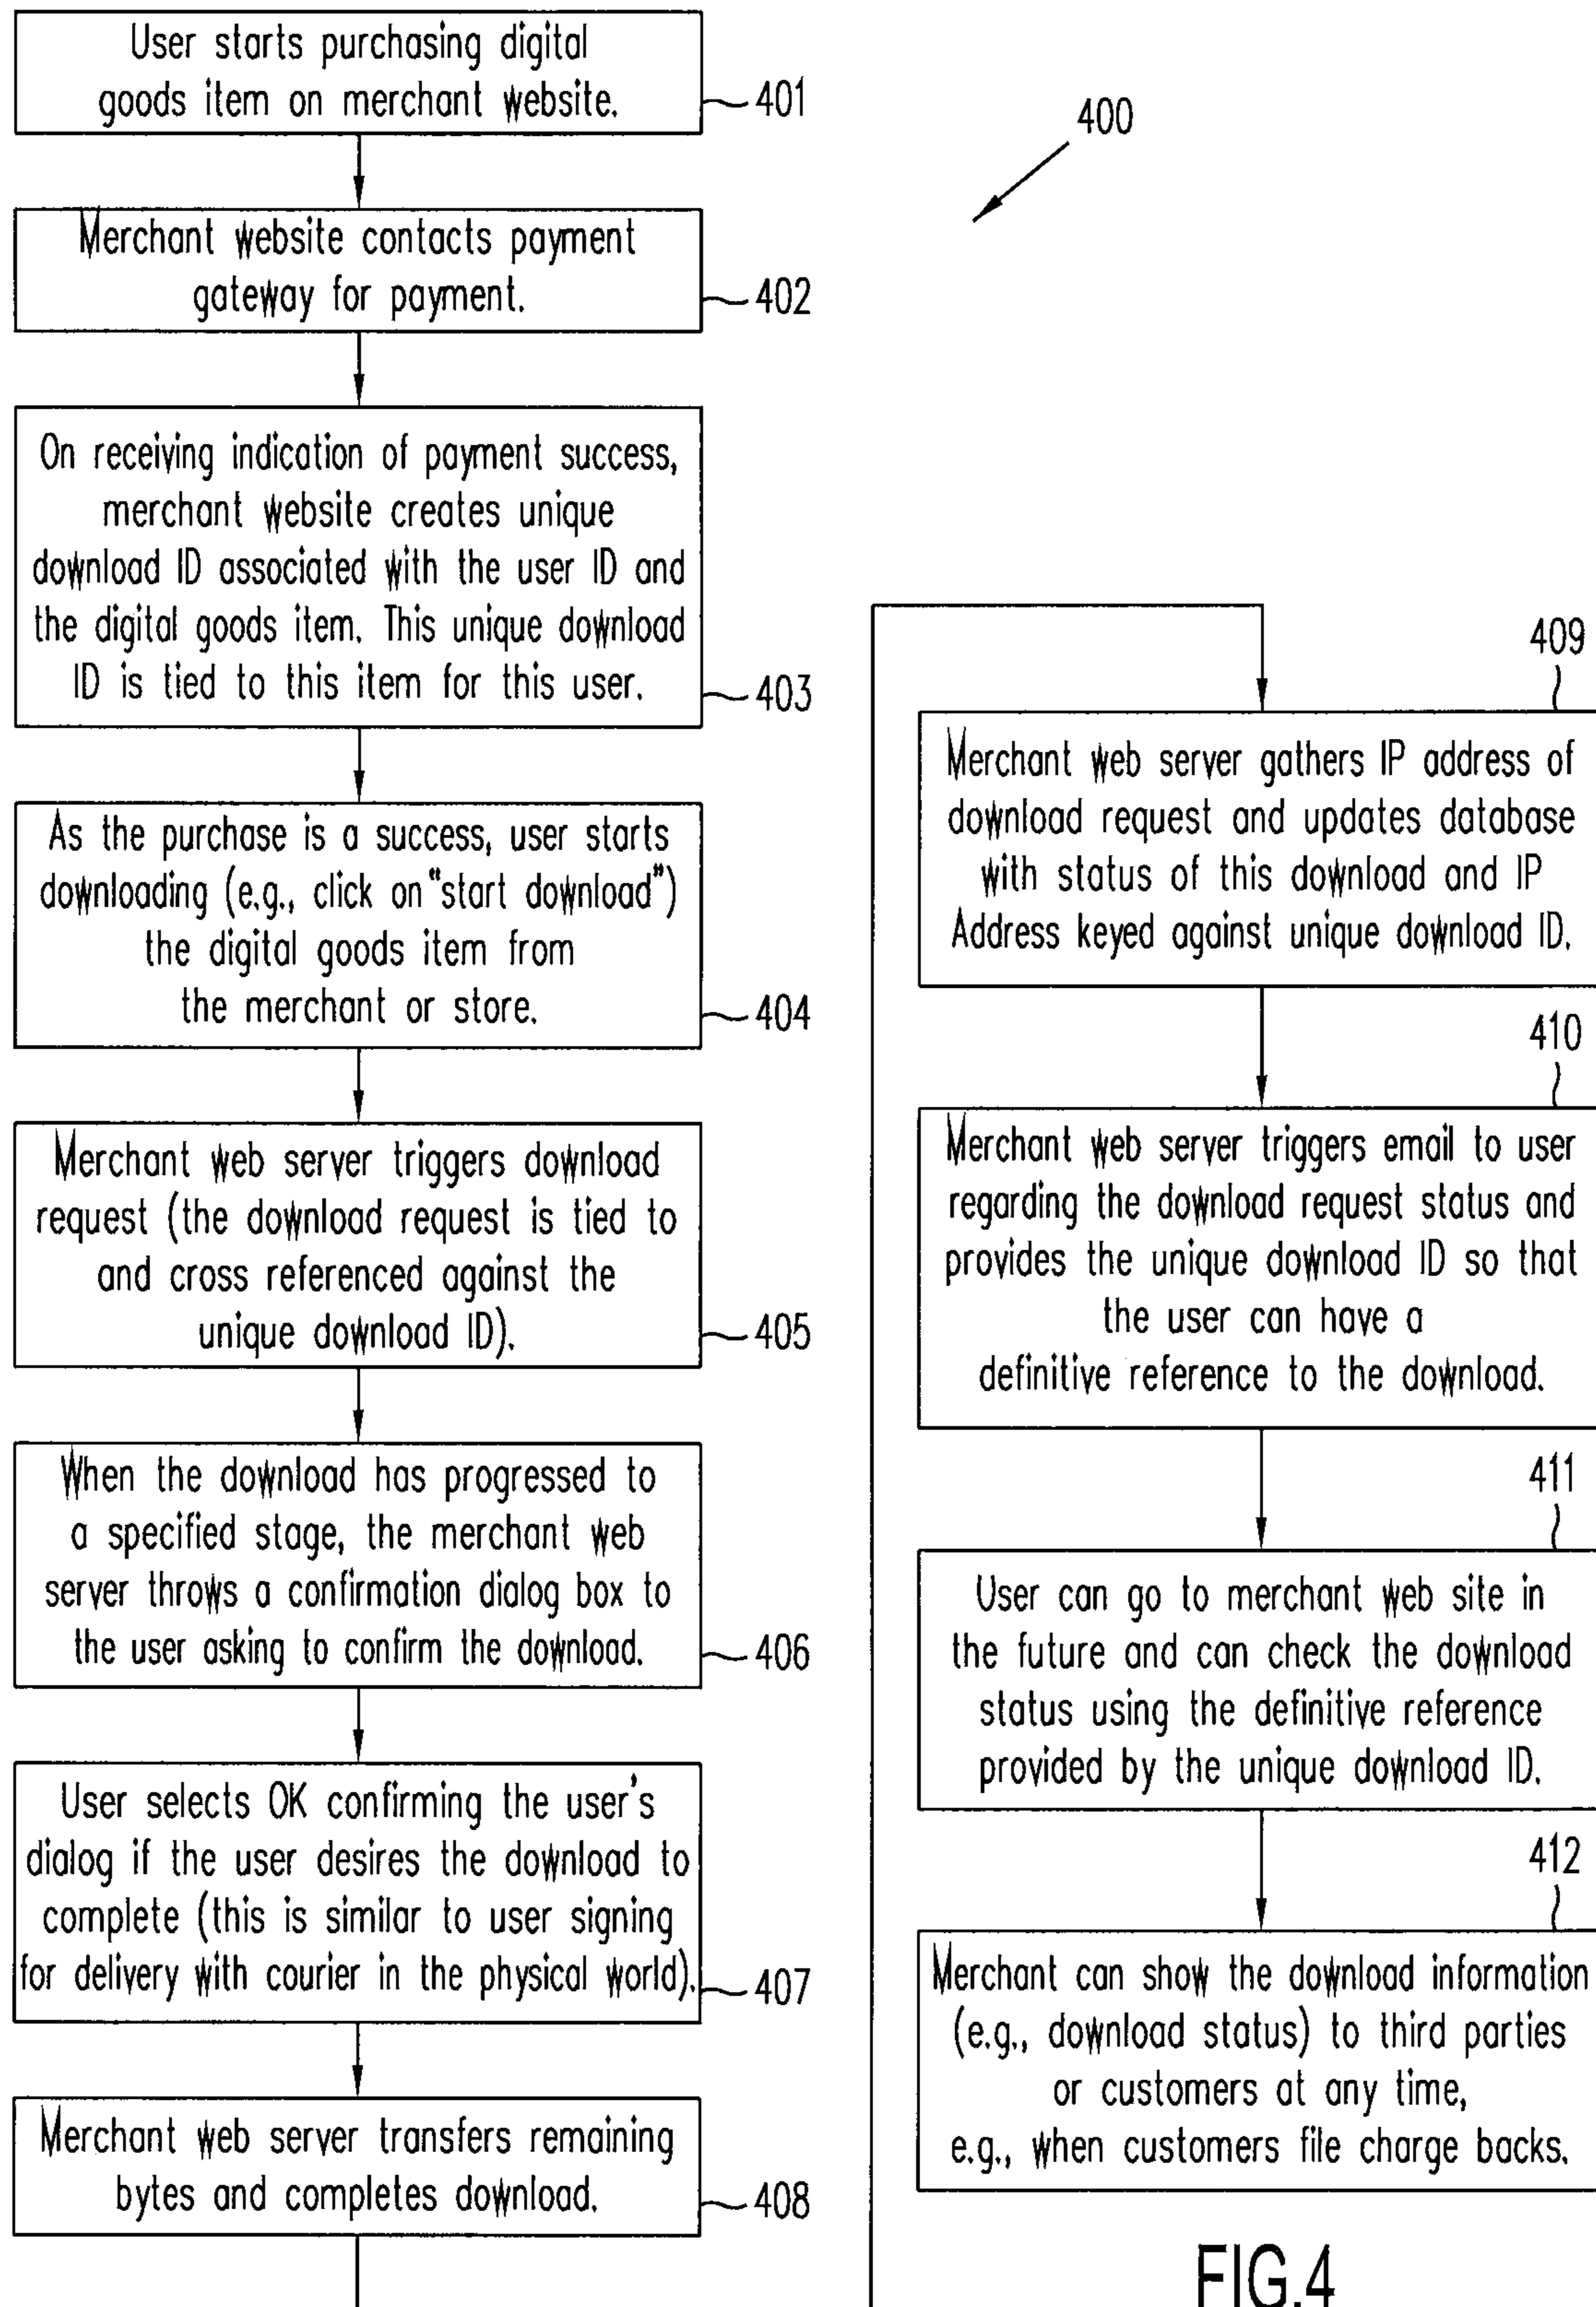 User starts purchasing digital
goods item on merchant website.
401
400
Merchant website contacts payment
gateway for payment.
402
On receiving indication of payment success,
merchant website creates unique
download ID associated with the user ID and
the digital goods item. This unique download
ID is tied to this item for this user.
403
As the purchase is a success, user starts
downloading (e.g., click on "start download")
the digital goods item from
the merchant or store.
404
Merchant web server triggers download
request (the download request is tied to
and cross referenced against the
unique download ID).
405
When the download has progressed to
a specified stage, the merchant web
server throws a confirmation dialog box to
the user asking to confirm the download.
406
User selects OK confirming the user's
dialog if the user desires the download to
complete (this is similar to user signing
for delivery with courier in the physical world).
407
Merchant web server transfers remaining
bytes and completes download.
408
409
Merchant web server gathers IP address of
download request and updates database
with status of this download and IP
Address keyed against unique download ID.
410
Merchant web server triggers email to user
regarding the download request status and
provides the unique download ID so that
the user can have a
definitive reference to the download.
411
User can go to merchant web site in
the future and can check the download
status using the definitive reference
provided by the unique download ID.
412
Merchant can show the download information
(e.g., download status) to third parties
or customers at any time,
e.g., when customers file charge backs.
FIG.4